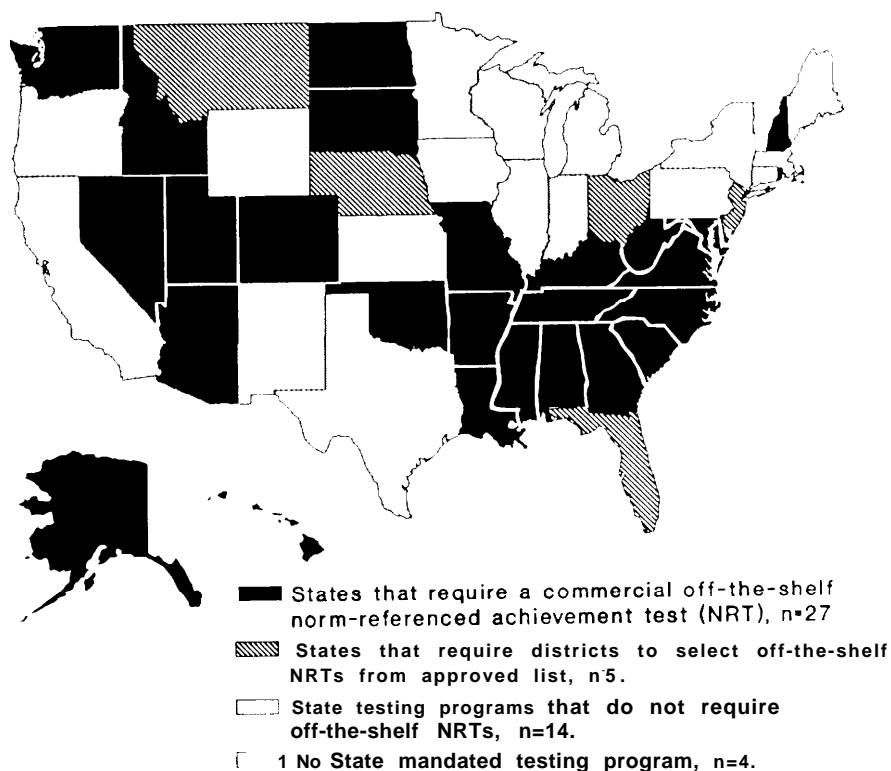 States that require a commercial off-the-shelf
norm-referenced achievement test (NRT), n=27
States that require districts to select off-the-shelf
NRTs from approved list, n-5.
State testing programs that do not require
off-the-shelf NRTs, n=14.
1 No State mandated testing program, n=4.